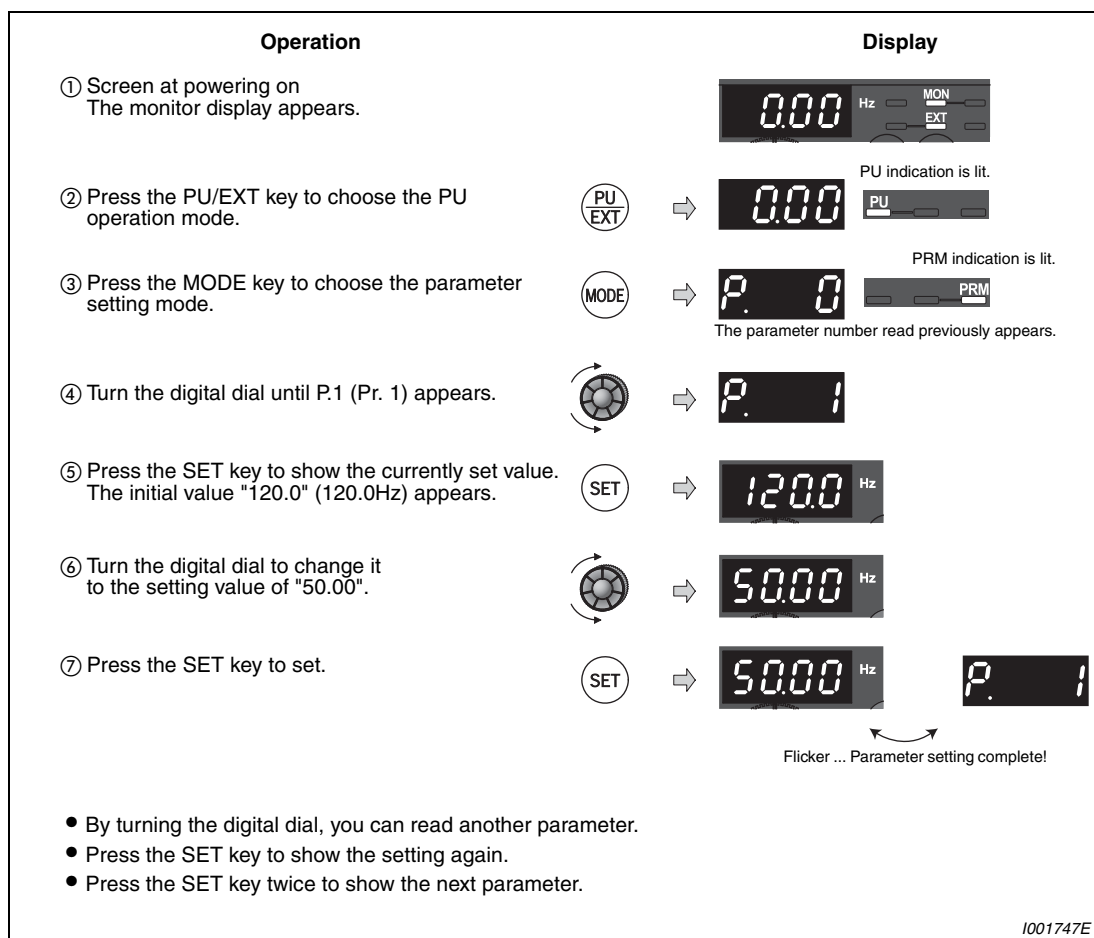 Operation
Display
① Screen at powering on
The monitor display appears.
0.00 Hz MON
EXT
② Press the PU/EXT key to choose the PU
operation mode.
PU
EXT
0.00
PU indication is lit.
PU
③ Press the MODE key to choose the parameter
setting mode.
MODE
P. 0
PRM indication is lit.
PRM
The parameter number read previously appears.
④ Turn the digital dial until P.1 (Pr. 1) appears.
P. 1
⑤ Press the SET key to show the currently set value.
The initial value "120.0" (120.0Hz) appears.
SET
120.0 Hz
⑥ Turn the digital dial to change it
to the setting value of "50.00".
50.00 Hz
⑦ Press the SET key to set.
SET
50.00 Hz
P. 1
Flicker ... Parameter setting complete!
● By turning the digital dial, you can read another parameter.
● Press the SET key to show the setting again.
● Press the SET key twice to show the next parameter.
I001747E